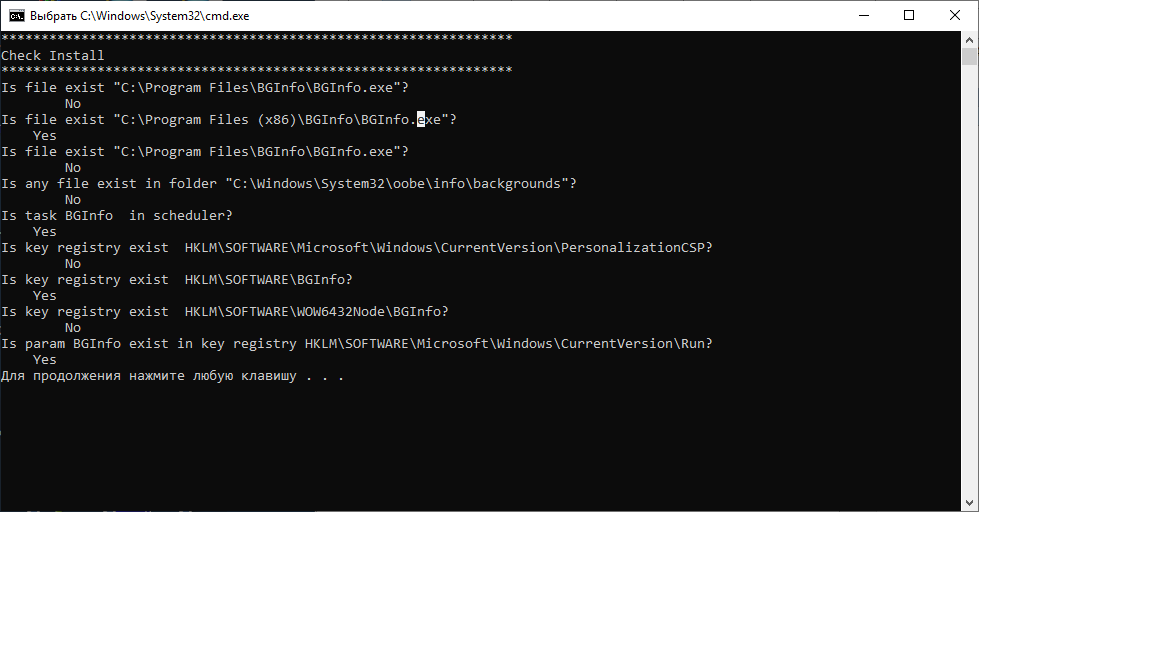 Выбрать C:\Windows\System32\cmd.exe
****************************************************************
Check Install
****************************************************************
Is file exist "C:\Program Files\BGInfo\BGInfo.exe"?
No
Is file exist "C:\Program Files (x86)\BGInfo\BGInfo.exe"?
Yes
Is file exist "C:\Program Files\BGInfo\BGInfo.exe"?
No
Is any file exist in folder "C:\Windows\System32\oobe\info\backgrounds"?
No
Is task BGInfo  in scheduler?
Yes
Is key registry exist  HKLM\SOFTWARE\Microsoft\Windows\CurrentVersion\PersonalizationCSP?
No
Is key registry exist  HKLM\SOFTWARE\BGInfo?
Yes
Is key registry exist  HKLM\SOFTWARE\WOW6432Node\BGInfo?
No
Is param BGInfo exist in key registry HKLM\SOFTWARE\Microsoft\Windows\CurrentVersion\Run?
Yes
Для продолжения нажмите любую клавишу . . .